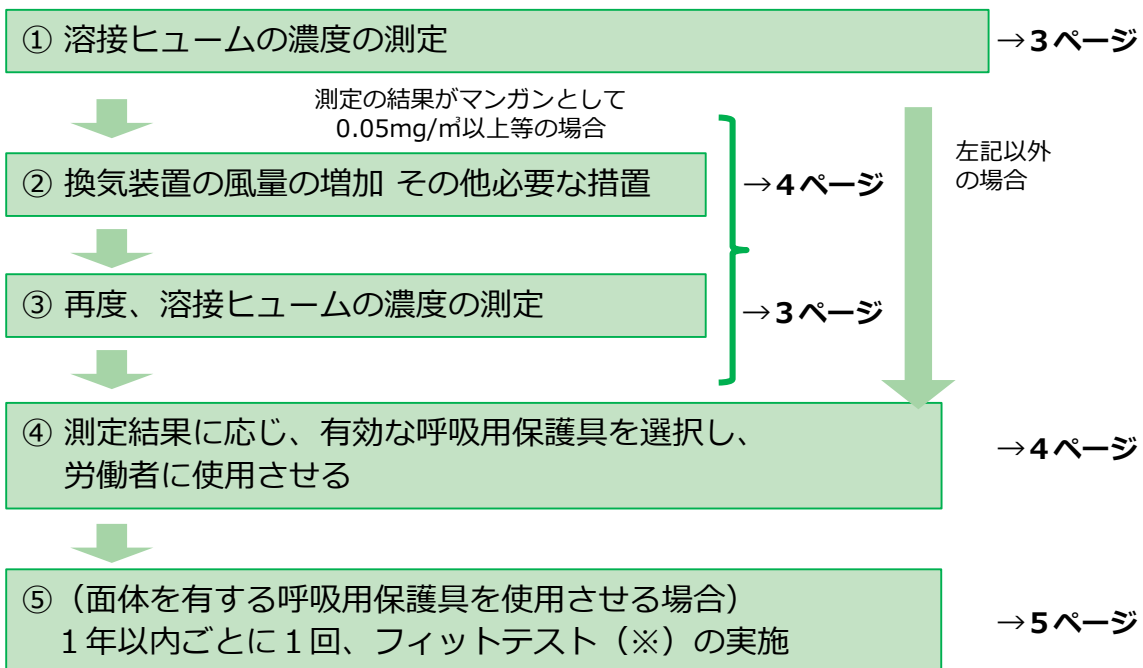 ① 溶接ヒュームの濃度の測定
→3ページ
測定の結果がマンガンとして
0.05mg/㎥以上等の場合
② 換気装置の風量の増加 その他必要な措置
→4ページ
左記以外
の場合
③ 再度、溶接ヒュームの濃度の測定
→3ページ
④ 測定結果に応じ、有効な呼吸用保護具を選択し、
労働者に使用させる
→4ページ
⑤（面体を有する呼吸用保護具を使用させる場合）
1年以内ごとに1回、フィットテスト（※）の実施
→5ページ